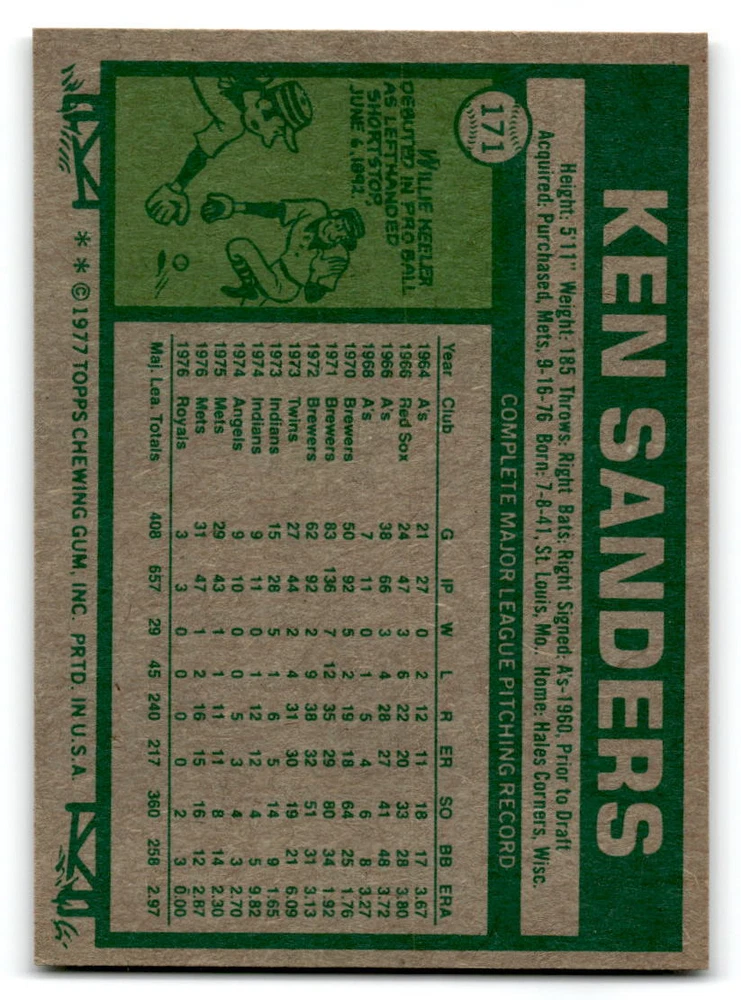 KEN SANDERS
171
Height: 5'11" Weight: 185 Throws: Right Bats: Right Signed: A's-1960, Prior to Draft
Acquired: Purchased, Mets, 9-16-76 Born: 7-8-41, St. Louis, Mo. Home: Hales Corners, Wisc.
WILLIE KEELER
DEBUTED IN PRO BALL
AS LEFTHANDED
SHORTSTOP,
JUNE 6, 1892.
COMPLETE MAJOR LEAGUE PITCHING RECORD
Year Club G IP W L R ER SO BB ERA
1964 A's 21 27 0 2 12 11 18 17 3.67
1966 Red Sox 24 47 3 6 22 20 33 28 3.80
1966 A's 38 66 3 4 28 27 41 48 3.72
1968 A's 7 11 0 1 5 4 6 8 3.27
1970 Brewers 50 92 5 2 19 18 64 25 1.76
1971 Brewers 83 136 7 12 35 29 80 34 1.92
1972 Brewers 62 92 2 9 38 32 51 31 3.13
1973 Twins 27 44 2 4 31 30 19 21 6.09
1973 Indians 15 28 5 1 6 5 14 9 1.65
1974 Indians 9 11 0 1 12 12 4 5 9.82
1974 Angels 9 10 0 0 5 3 4 3 2.70
1975 Mets 29 43 1 1 11 11 8 14 2.30
1976 Mets 31 47 1 2 16 15 16 12 2.87
1976 Royals 3 3 0 0 0 0 2 3 0.00
Maj. Lea. Totals 408 657 29 45 240 217 360 258 2.97
* * © 1977 TOPPS CHEWING GUM, INC. PRTD. IN U.S.A.